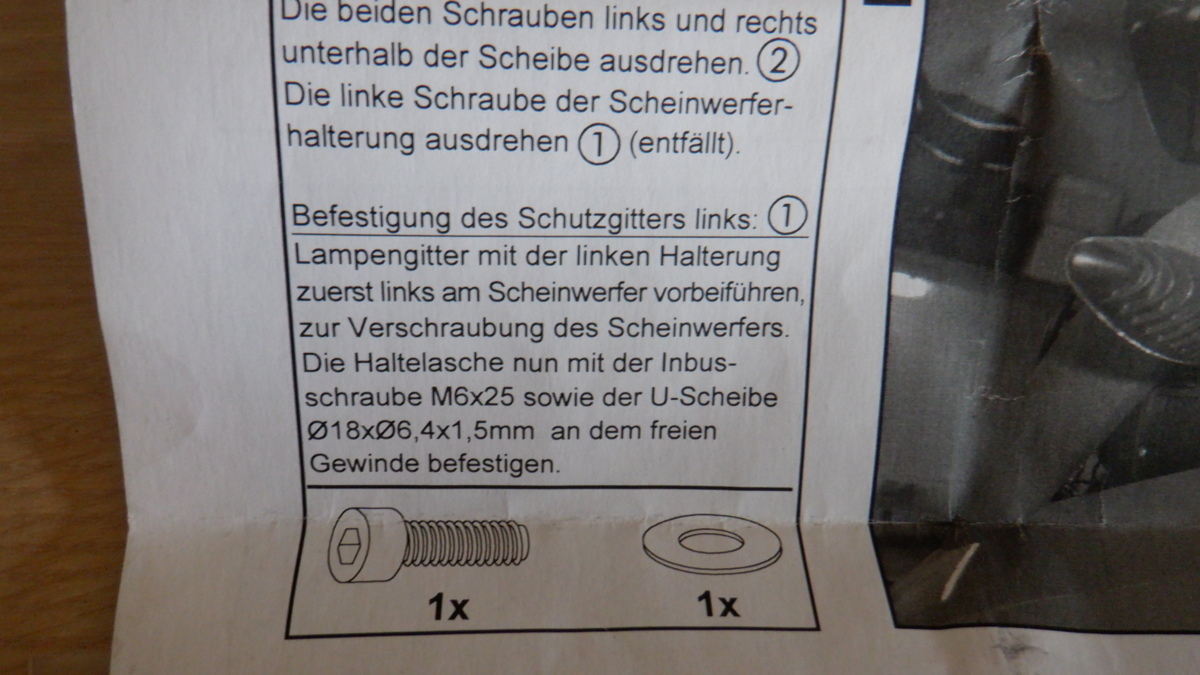 Die beiden Schrauben links und rechts
unterhalb der Scheibe ausdrehen. ②
Die linke Schraube der Scheinwerfer-
halterung ausdrehen ① (entfällt).
Befestigung des Schutzgitters links: ①
Lampengitter mit der linken Halterung
zuerst links am Scheinwerfer vorbeiführen,
zur Verschraubung des Scheinwerfers.
Die Haltelasche nun mit der Inbus-
schraube M6x25 sowie der U-Scheibe
Ø18xØ6,4x1,5mm an dem freien
Gewinde befestigen.
1x 1x